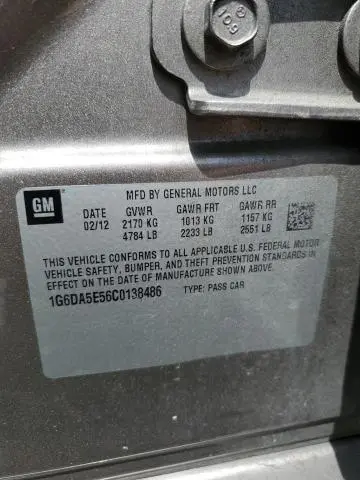 109
GM
MFD BY GENERAL MOTORS LLC
DATE GVWR GAWR FRT GAWR RR
02/12 2170 KG 1013 KG 1157 KG
4784 LB 2233 LB 2551 LB
THIS VEHICLE CONFORMS TO ALL APPLICABLE U.S. FEDERAL MOTOR
VEHICLE SAFETY, BUMPER, AND THEFT PREVENTION STANDARDS IN
EFFECT ON THE DATE OF MANUFACTURE SHOWN ABOVE.
1G6DA5E56C0138486 TYPE: PASS CAR